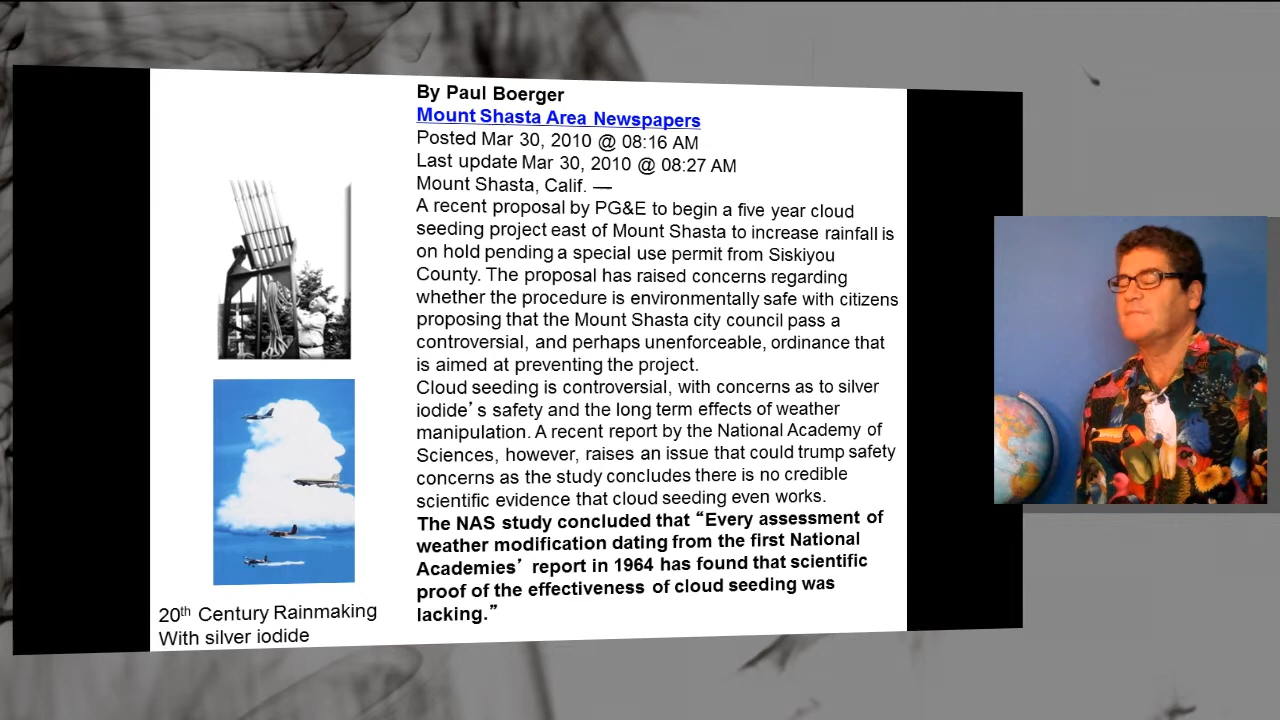 By Paul Boerger
Mount Shasta Area Newspapers
Posted Mar 30, 2010 @ 08:16 AM
Last update Mar 30, 2010 @ 08:27 AM
Mount Shasta, Calif. —
A recent proposal by PG&E to begin a five year cloud
seeding project east of Mount Shasta to increase rainfall is
on hold pending a special use permit from Siskiyou
County. The proposal has raised concerns regarding
whether the procedure is environmentally safe with citizens
proposing that the Mount Shasta city council pass a
controversial, and perhaps unenforceable, ordinance that
is aimed at preventing the project.
Cloud seeding is controversial, with concerns as to silver
iodide’s safety and the long term effects of weather
manipulation. A recent report by the National Academy of
Sciences, however, raises an issue that could trump safety
concerns as the study concludes there is no credible
scientific evidence that cloud seeding even works.
The NAS study concluded that “Every assessment of
weather modification dating from the first National
Academies’ report in 1964 has found that scientific
proof of the effectiveness of cloud seeding was
lacking.”
20th Century Rainmaking
With silver iodide